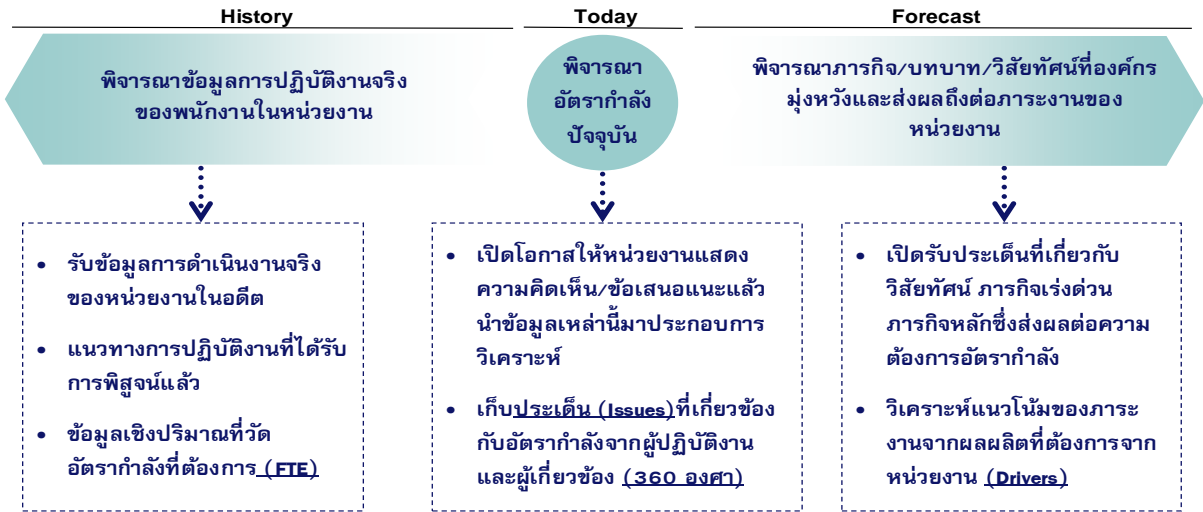 History
Today
Forecast
พิจารณาข้อมูลการปฏิบัติงานจริง
ของพนักงานในหน่วยงาน
พิจารณา
อัตรากำลัง
ปัจจุบัน
พิจารณาภารกิจ/บทบาท/วิสัยทัศน์ที่องค์กร
มุ่งหวังและส่งผลถึงต่อภาระงานของ
หน่วยงาน
• รับข้อมูลการดำเนินงานจริง
ของหน่วยงานในอดีต
• แนวทางการปฏิบัติงานที่ได้รับ
การพิสูจน์แล้ว
• ข้อมูลเชิงปริมาณที่วัด
อัตรากำลังที่ต้องการ (FTE)
• เปิดโอกาสให้หน่วยงานแสดง
ความคิดเห็น/ข้อเสนอแนะแล้ว
นำข้อมูลเหล่านี้มาประกอบการ
วิเคราะห์
• เก็บประเด็น (Issues)ที่เกี่ยวข้อง
กับอัตรากำลังจากผู้ปฏิบัติงาน
และผู้เกี่ยวข้อง (360 องศา)
• เปิดรับประเด็นที่เกี่ยวกับ
วิสัยทัศน์ ภารกิจเร่งด่วน
ภารกิจหลักซึ่งส่งผลต่อความ
ต้องการอัตรากำลัง
• วิเคราะห์แนวโน้มของภาระ
งานจากผลผลิตที่ต้องการจาก
หน่วยงาน (Drivers)